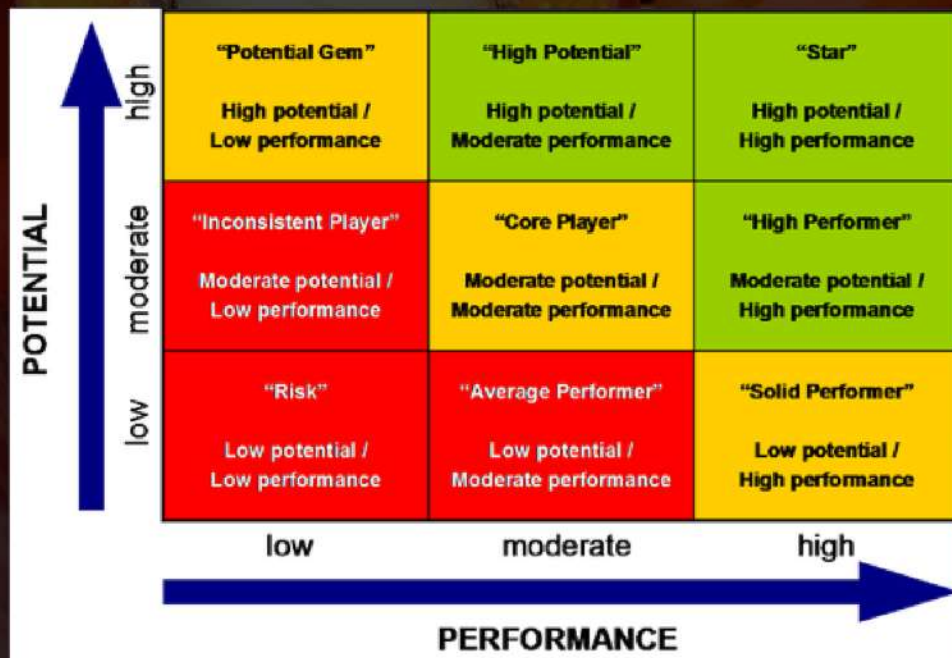 POTENTIAL
high
moderate
low
“Potential Gem”
High potential /
Low performance
“High Potential”
High potential /
Moderate performance
“Star”
High potential /
High performance
“Inconsistent Player”
Moderate potential /
Low performance
“Core Player”
Moderate potential /
Moderate performance
“High Performer”
Moderate potential /
High performance
“Risk”
Low potential /
Low performance
“Average Performer”
Low potential /
Moderate performance
“Solid Performer”
Low potential /
High performance
low
moderate
high
PERFORMANCE